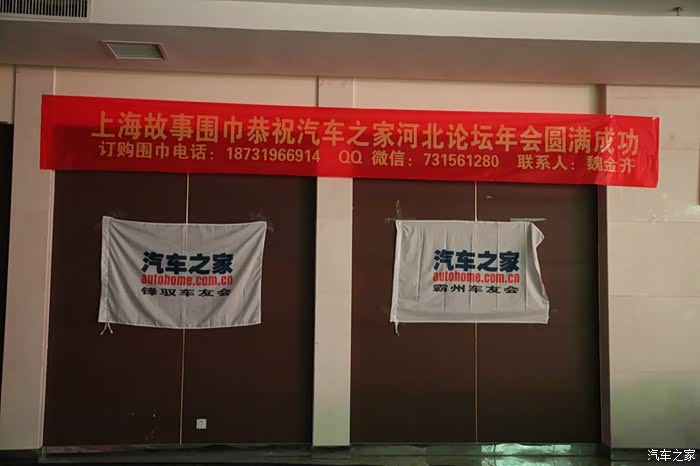 上海故事围巾恭祝汽车之家河北论坛年会圆满成功
订购围巾电话：18731966914 QQ 微信：731561280 联系人：魏金齐
汽车之家
autohome.com.cn
锋驭车友会
汽车之家
autohome.com.cn
霸州车友会
汽车之家